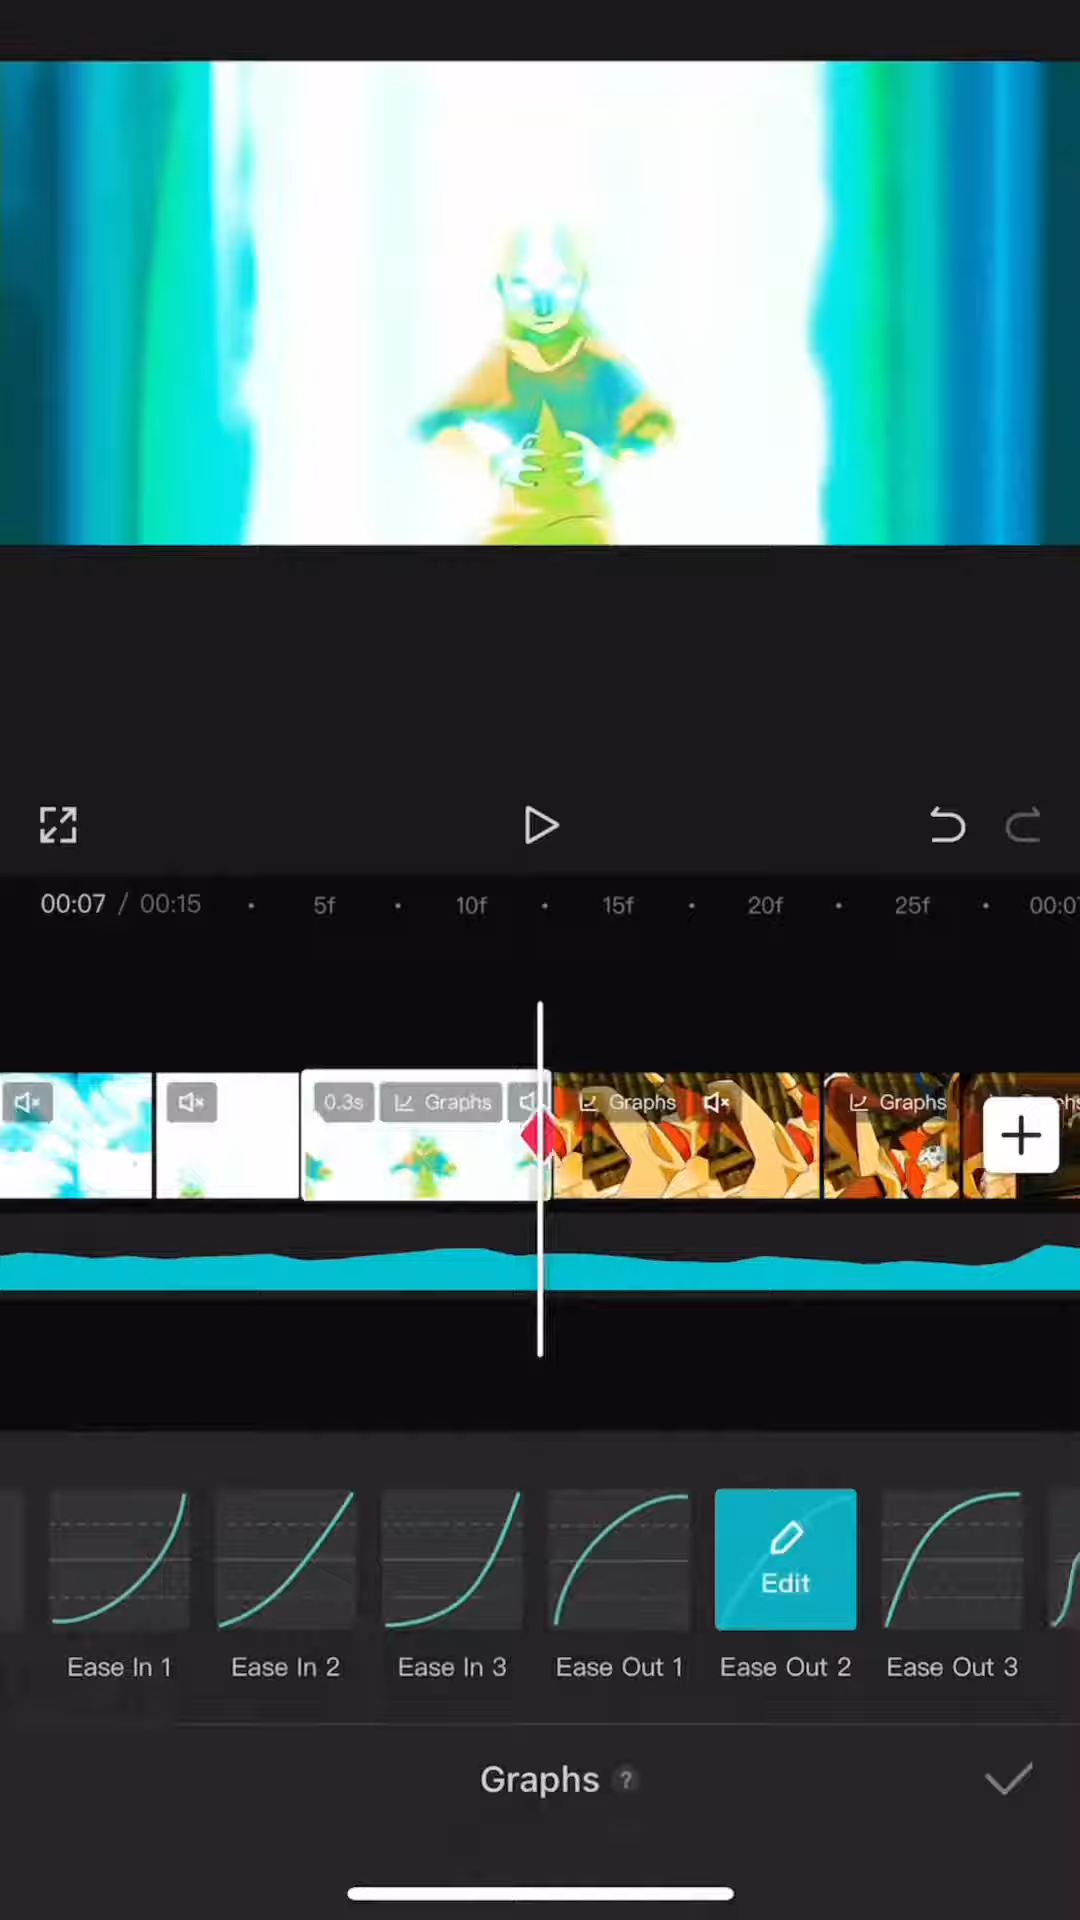 00:07 / 00:15 5f 10f 15f 20f 25f
0.3s Graphs Graphs Graphs
Edit
Ease In 1 Ease In 2 Ease In 3 Ease Out 1 Ease Out 2 Ease Out 3
Graphs ?